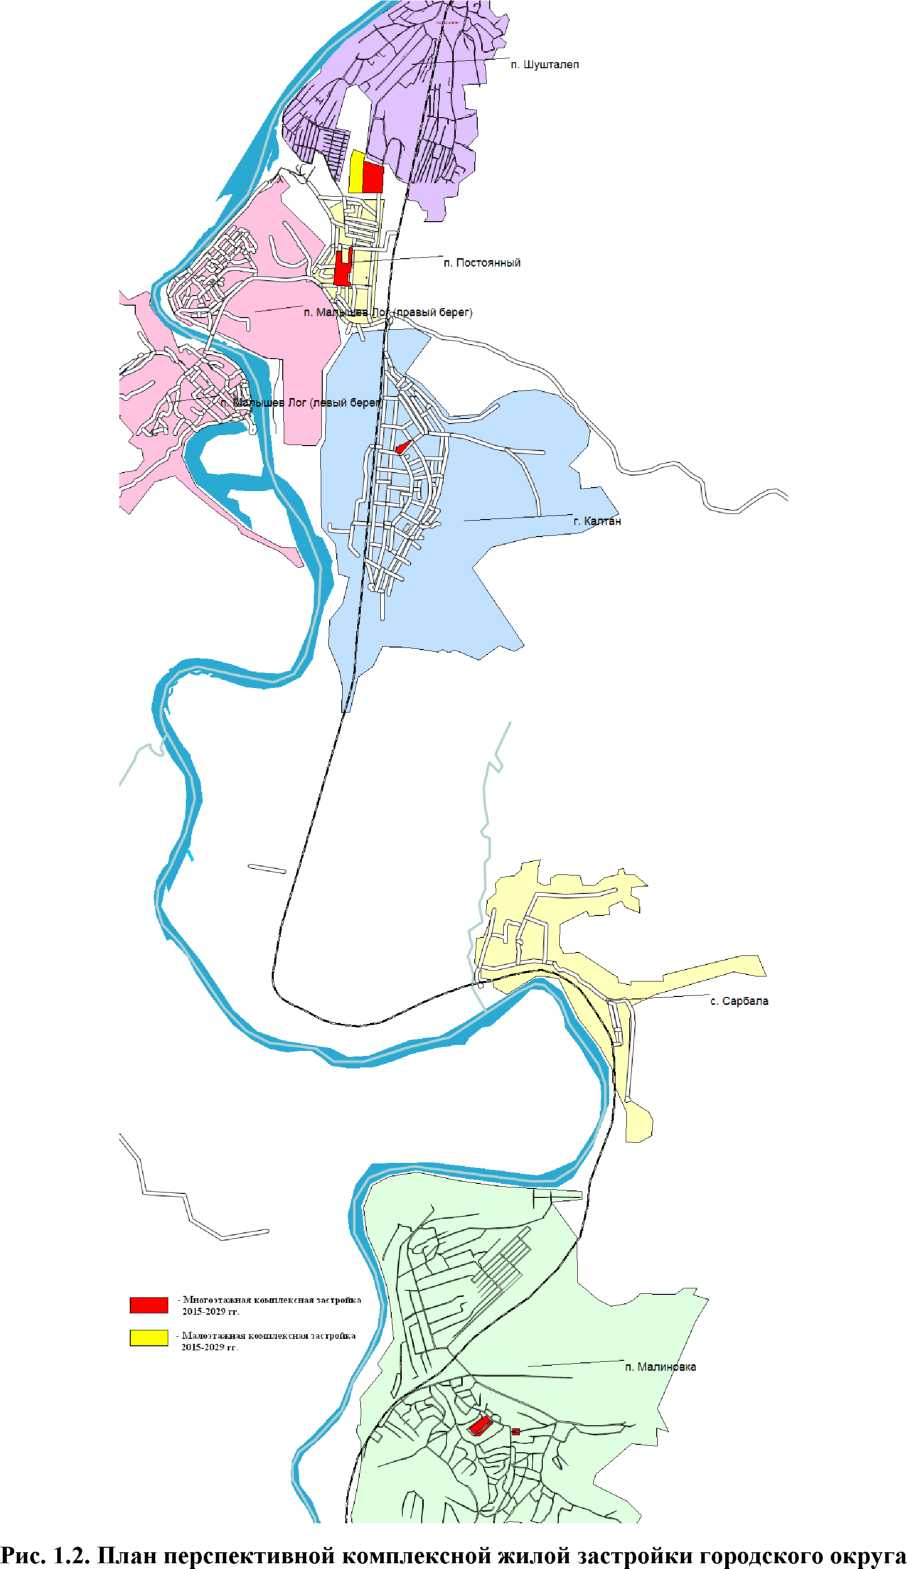 п. Шушталеп
п. Постоянный
п. Малышев Лог (правый берег)
п. Малышев Лог (левый берег)
г. Калтан
с. Сарбала
- Многоэтажная комплексная застройка
2015-2029 гг.
- Малоэтажная комплексная застройка
2015-2029 гг.
п. Малиновка
Рис. 1.2. План перспективной комплексной жилой застройки городского округа